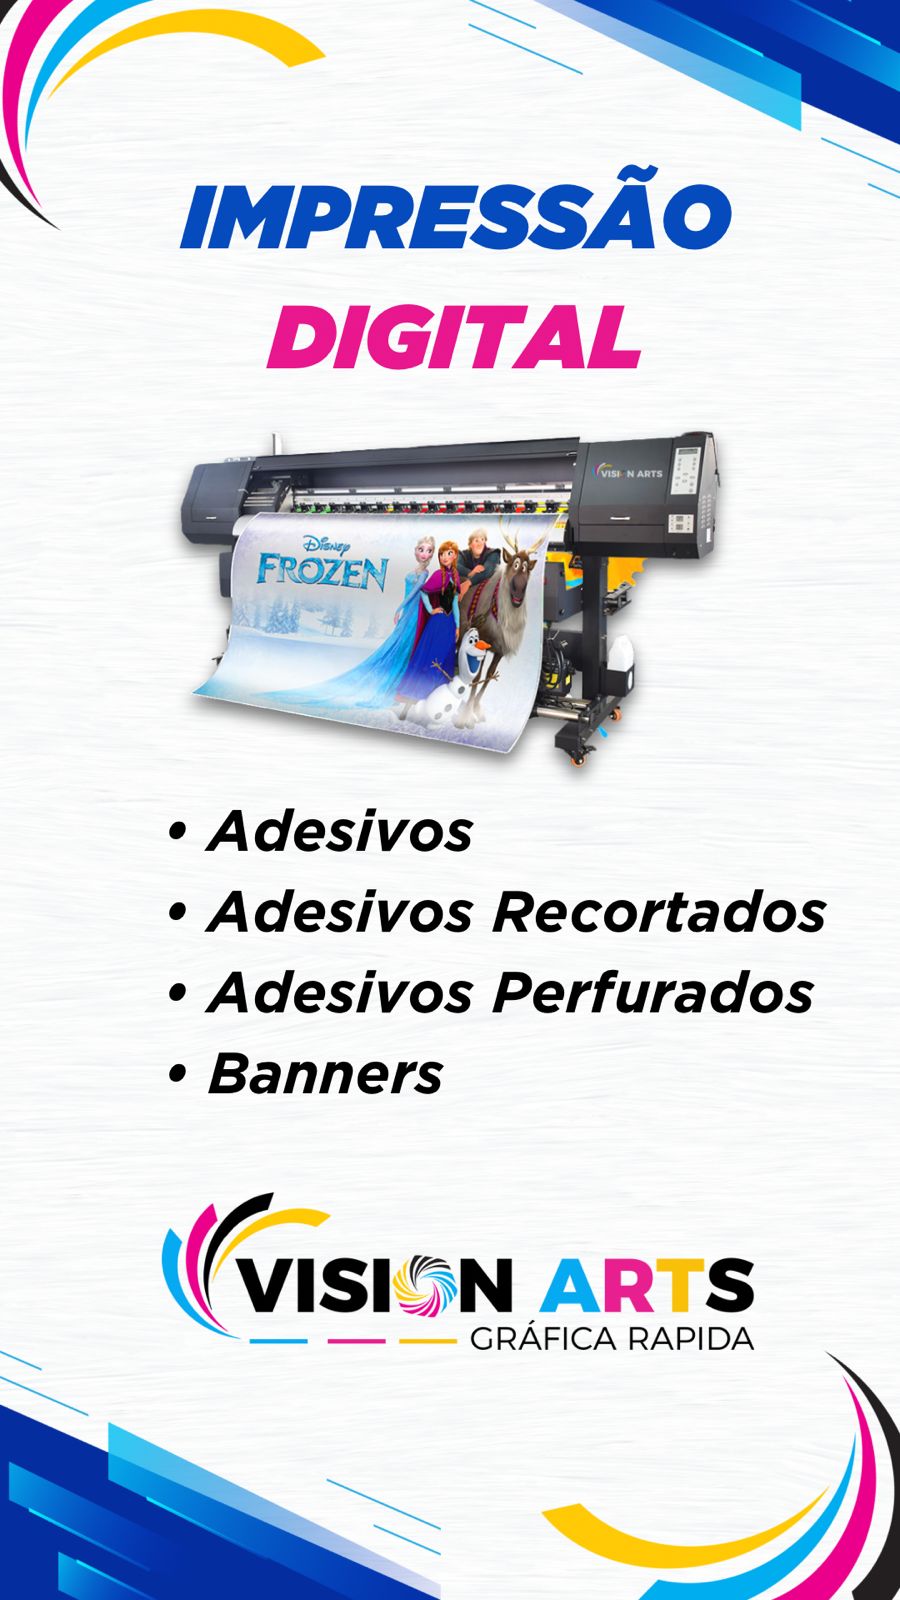 IMPRESSÃO
DIGITAL
VISION ARTS
Disney
FROZEN
• Adesivos
• Adesivos Recortados
• Adesivos Perfurados
• Banners
VISION ARTS
GRÁFICA RAPIDA